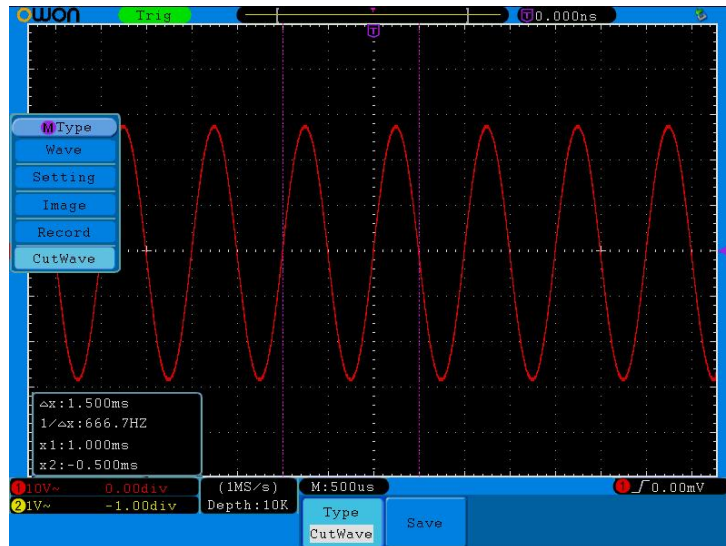 OWON Trig T 0.000ns
T
M Type
Wave
Setting
Image
Record
CutWave
△x:1.500ms
1/△x:666.7HZ
x1:1.000ms
x2:-0.500ms
1 10V~ 0.00div (1MS/s) M:500us 1 0.00mV
2 1V~ -1.00div Depth:10K
Type
CutWave
Save